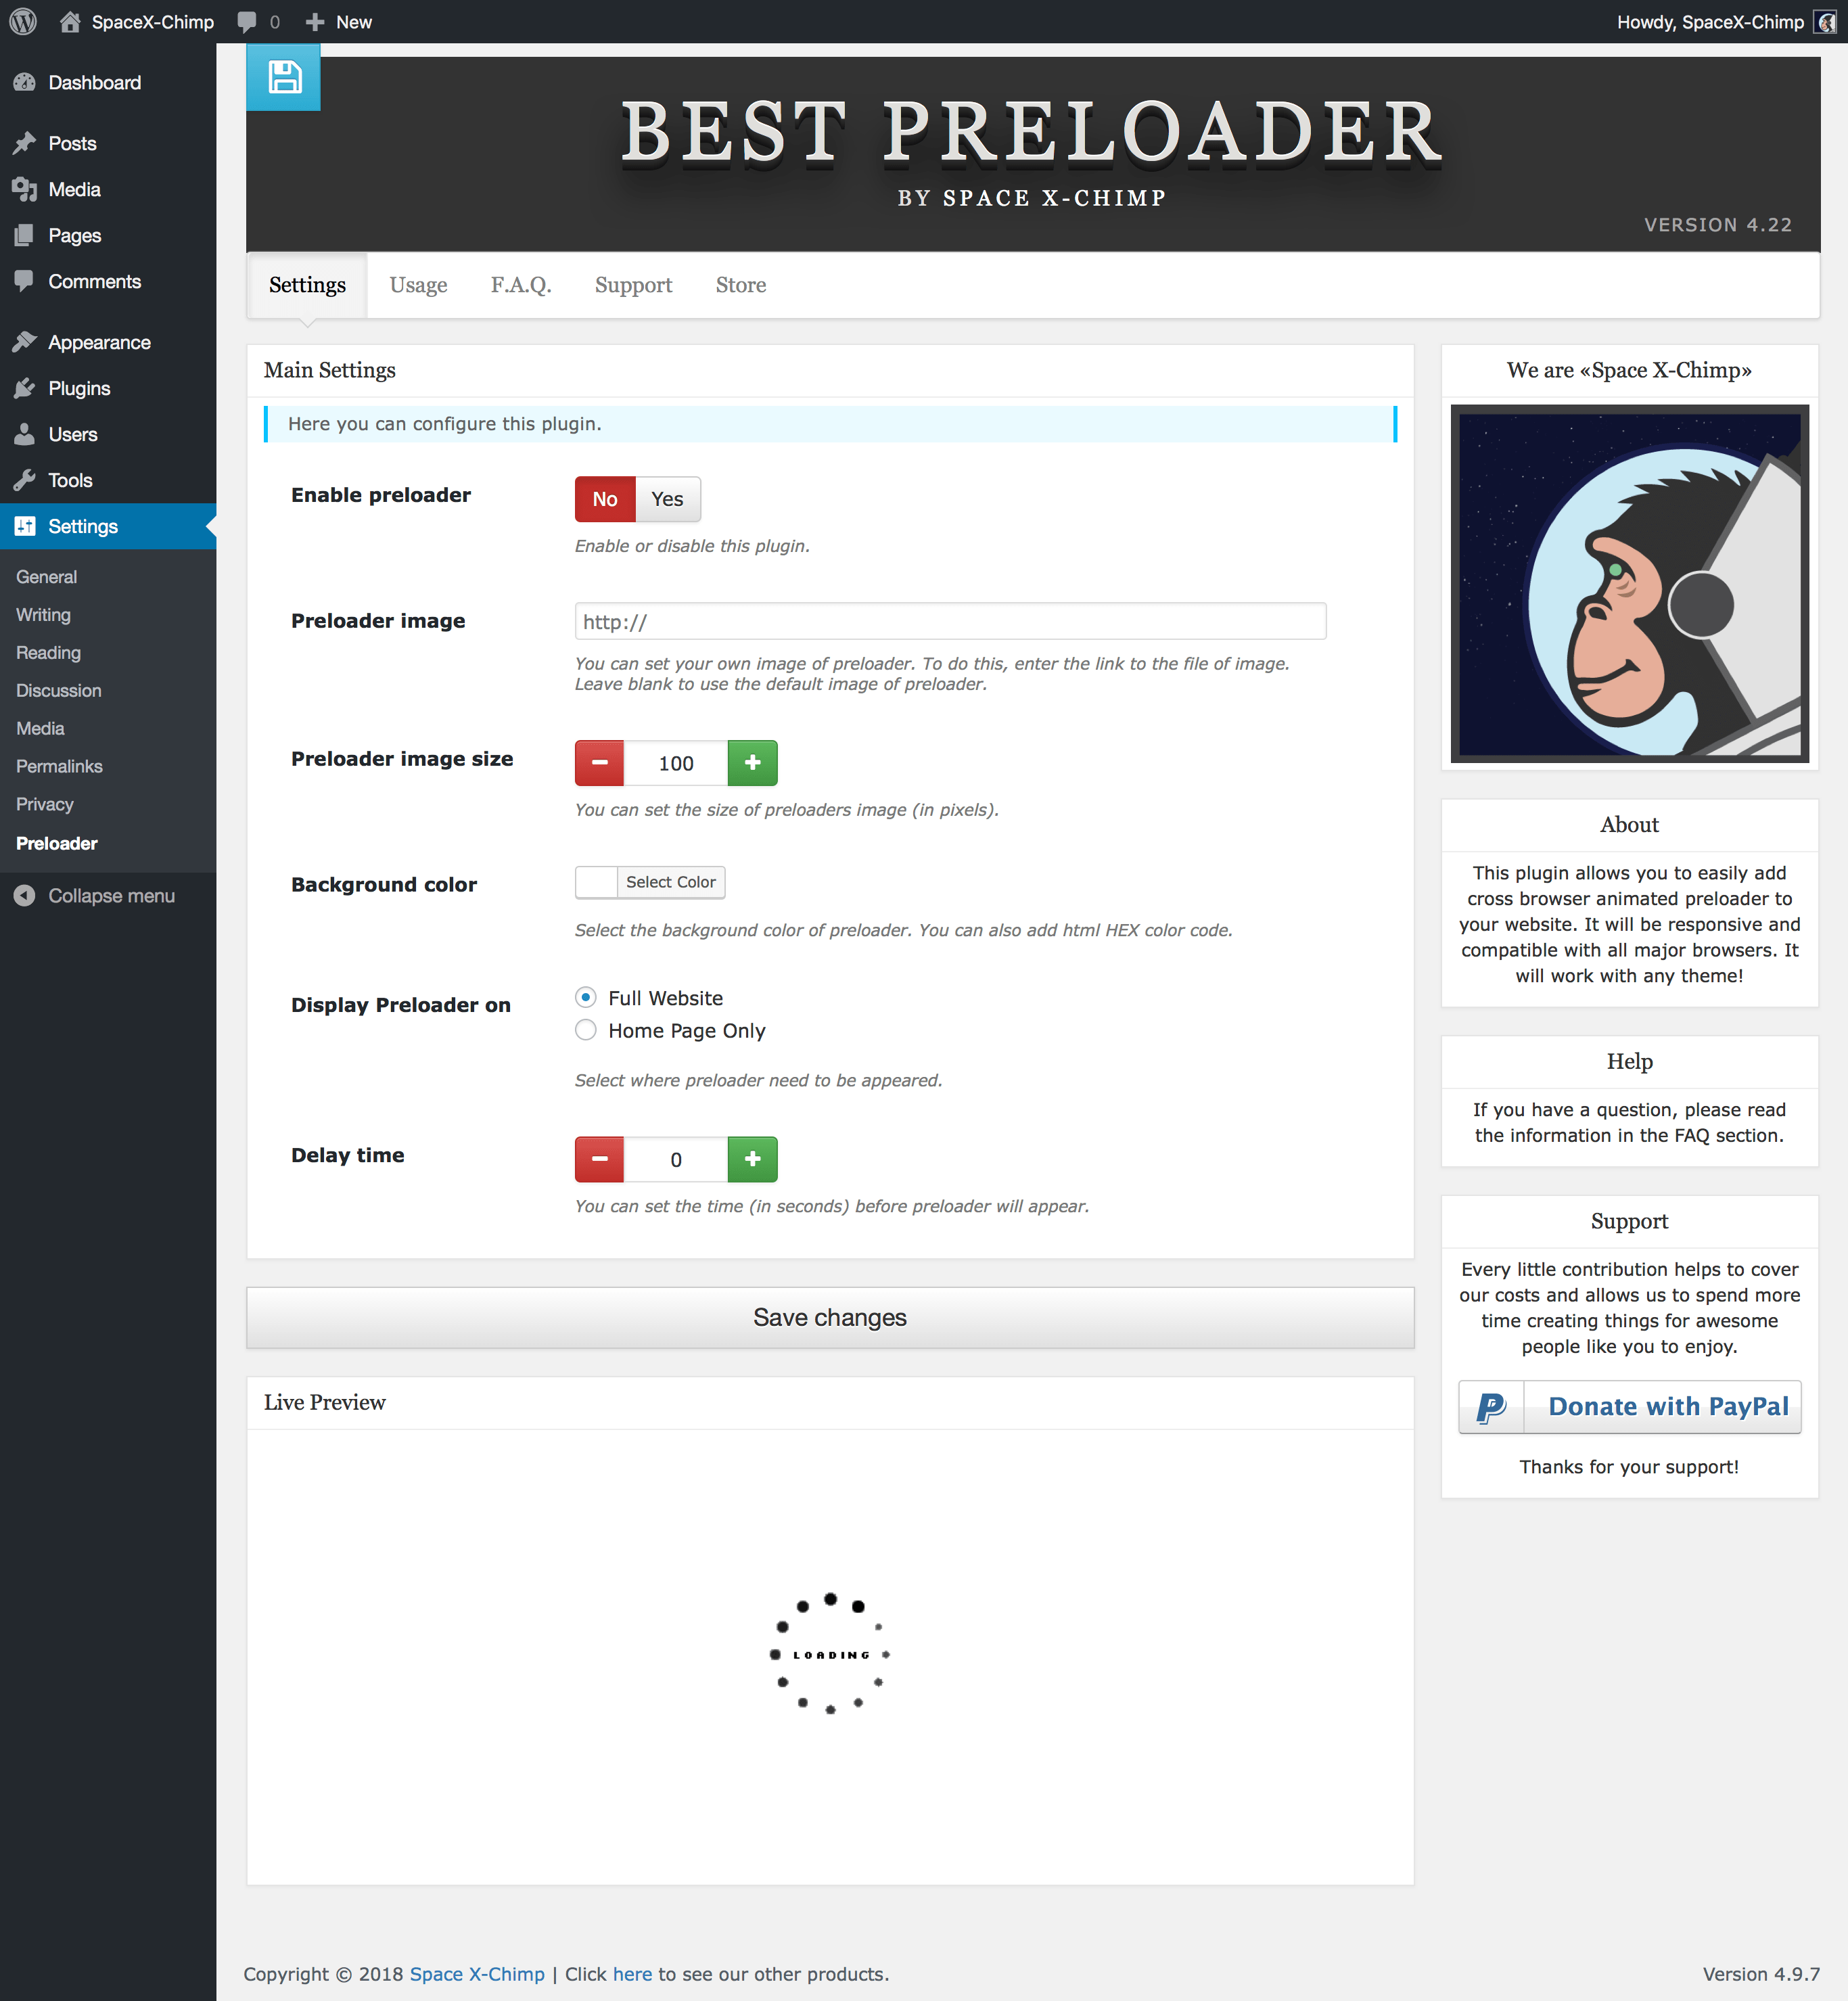 SpaceX-Chimp
0
New
Howdy, SpaceX-Chimp
Dashboard
Posts
Media
Pages
Comments
Appearance
Plugins
Users
Tools
Settings
General
Writing
Reading
Discussion
Media
Permalinks
Privacy
Preloader
Collapse menu
BEST PRELOADER
BY SPACE X-CHIMP
VERSION 4.22
Settings
Usage
F.A.Q.
Support
Store
Main Settings
Here you can configure this plugin.
Enable preloader
No
Yes
Enable or disable this plugin.
Preloader image
http://
You can set your own image of preloader. To do this, enter the link to the file of image.
Leave blank to use the default image of preloader.
Preloader image size
100
You can set the size of preloaders image (in pixels).
Background color
Select Color
Select the background color of preloader. You can also add html HEX color code.
Display Preloader on
Full Website
Home Page Only
Select where preloader need to be appeared.
Delay time
0
You can set the time (in seconds) before preloader will appear.
Save changes
Live Preview
LOADING
We are «Space X-Chimp»
About
This plugin allows you to easily add
cross browser animated preloader to
your website. It will be responsive and
compatible with all major browsers. It
will work with any theme!
Help
If you have a question, please read
the information in the FAQ section.
Support
Every little contribution helps to cover
our costs and allows us to spend more
time creating things for awesome
people like you to enjoy.
Donate with PayPal
Thanks for your support!
Copyright © 2018 Space X-Chimp | Click here to see our other products.
Version 4.9.7